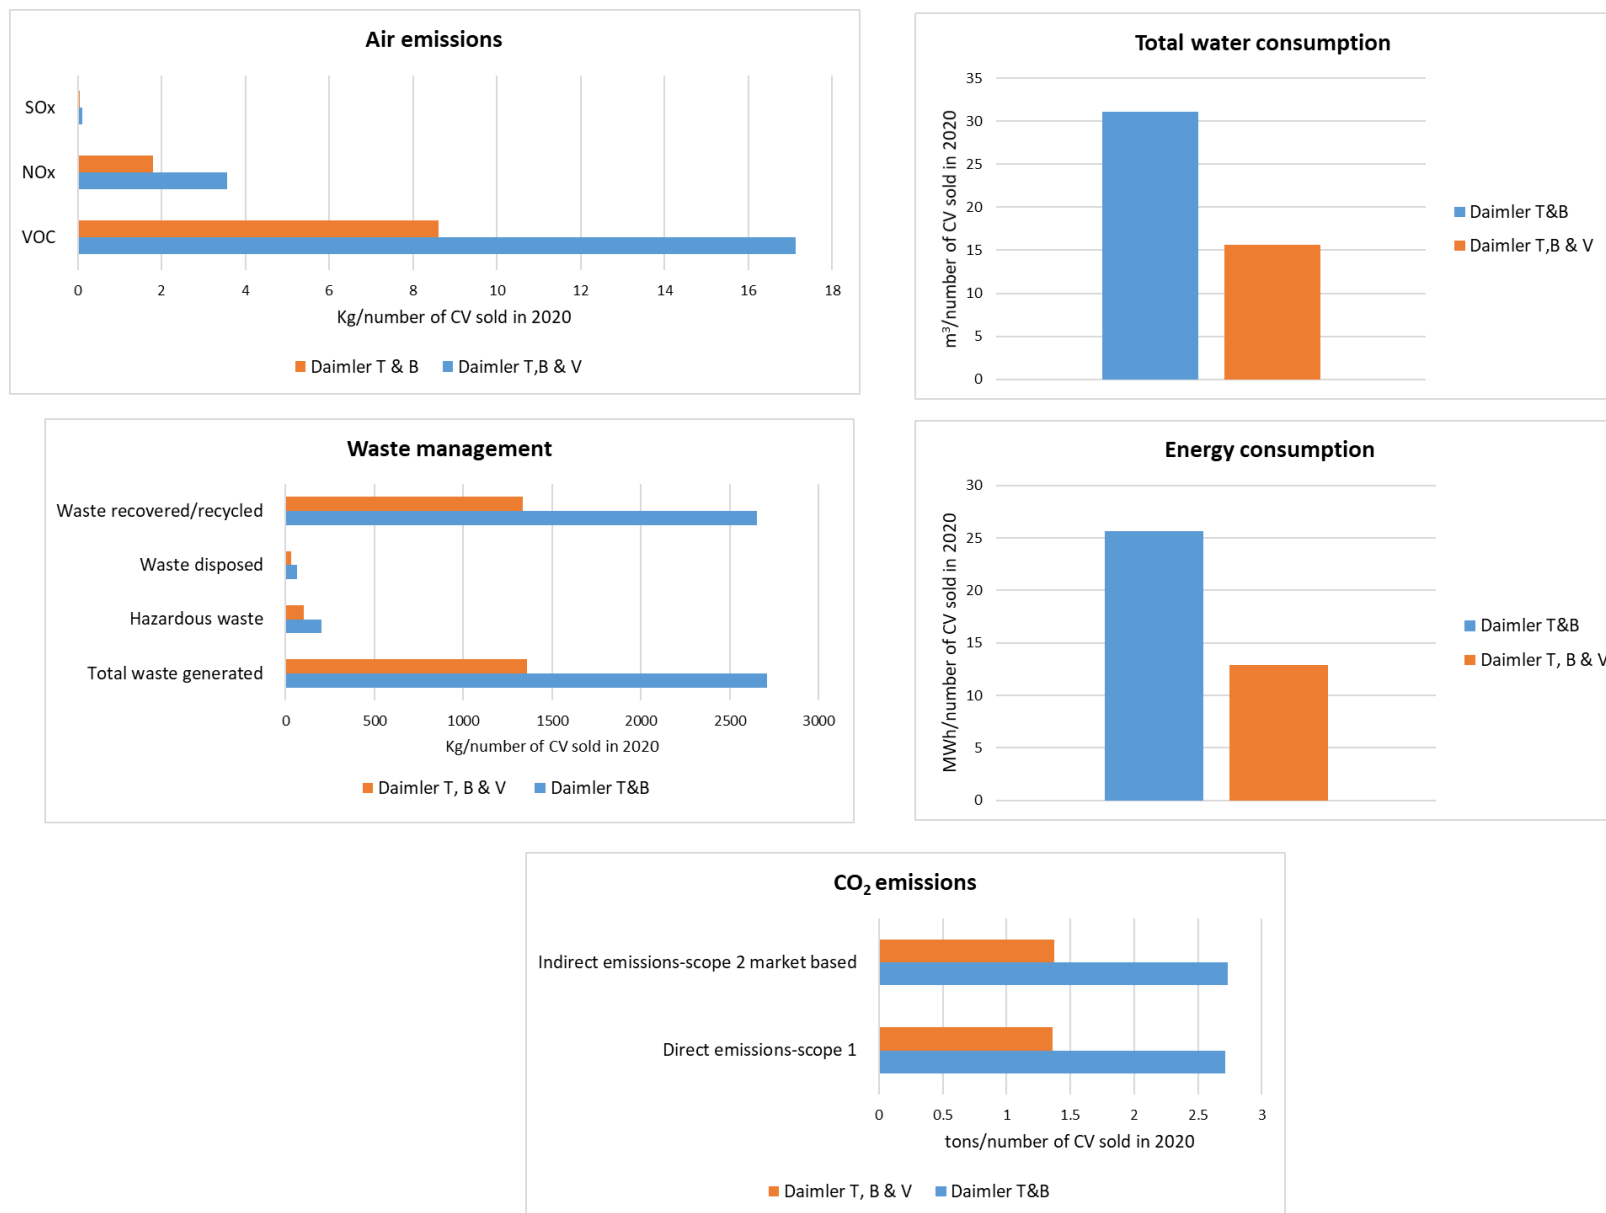 Air emissions
SOx
NOx
VOC
0 2 4 6 8 10 12 14 16 18
Kg/number of CV sold in 2020
Daimler T & B Daimler T,B & V
Total water consumption
35
30
25
20
15
10
5
0
m³/number of CV sold in 2020
Daimler T&B
Daimler T,B & V
Waste management
Waste recovered/recycled
Waste disposed
Hazardous waste
Total waste generated
0 500 1000 1500 2000 2500 3000
Kg/number of CV sold in 2020
Daimler T, B & V Daimler T&B
Energy consumption
30
25
20
15
10
5
0
MWh/number of CV sold in 2020
Daimler T&B
Daimler T, B & V
CO₂ emissions
Indirect emissions-scope 2 market based
Direct emissions-scope 1
0 0.5 1 1.5 2 2.5 3
tons/number of CV sold in 2020
Daimler T, B & V Daimler T&B